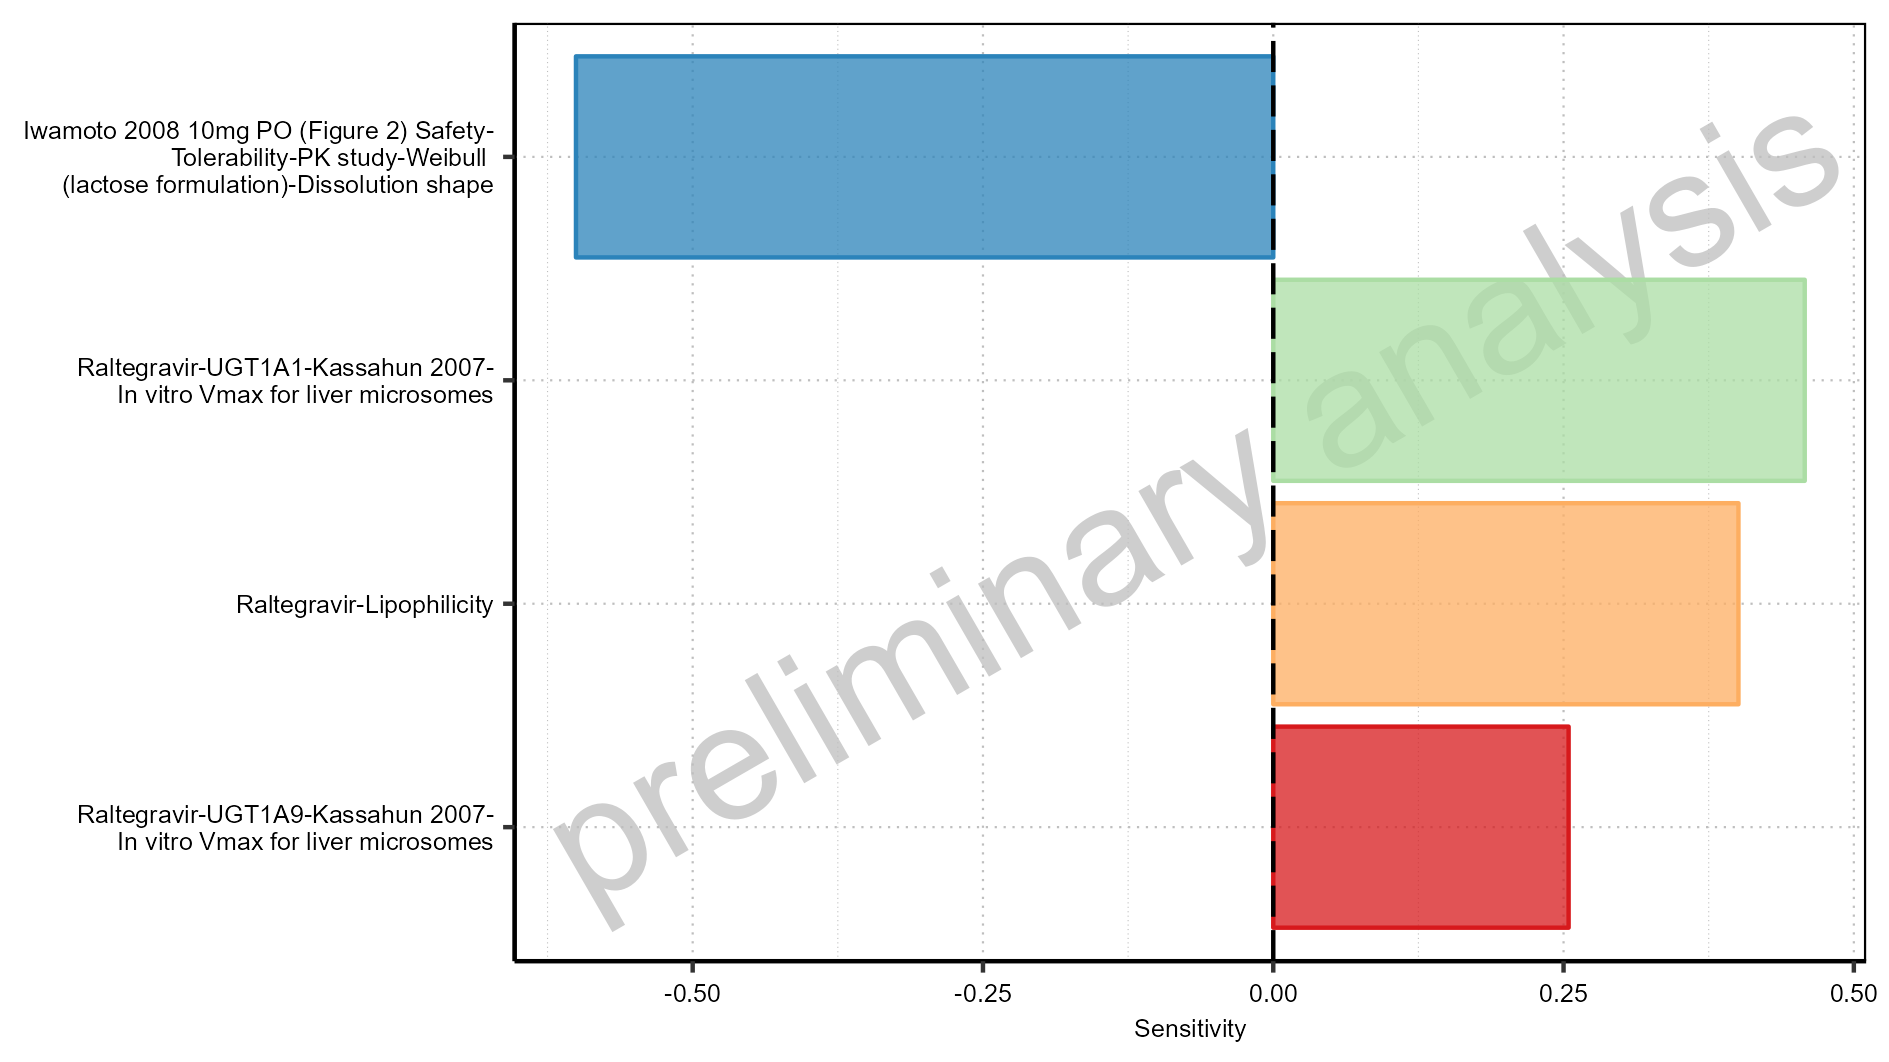 Iwamoto 2008 10mg PO (Figure 2) Safety-
Tolerability-PK study-Weibull
(lactose formulation)-Dissolution shape
Raltegravir-UGT1A1-Kassahun 2007-
In vitro Vmax for liver microsomes
Raltegravir-Lipophilicity
Raltegravir-UGT1A9-Kassahun 2007-
In vitro Vmax for liver microsomes
preliminary analysis
-0.50
-0.25
0.00
0.25
0.50
Sensitivity